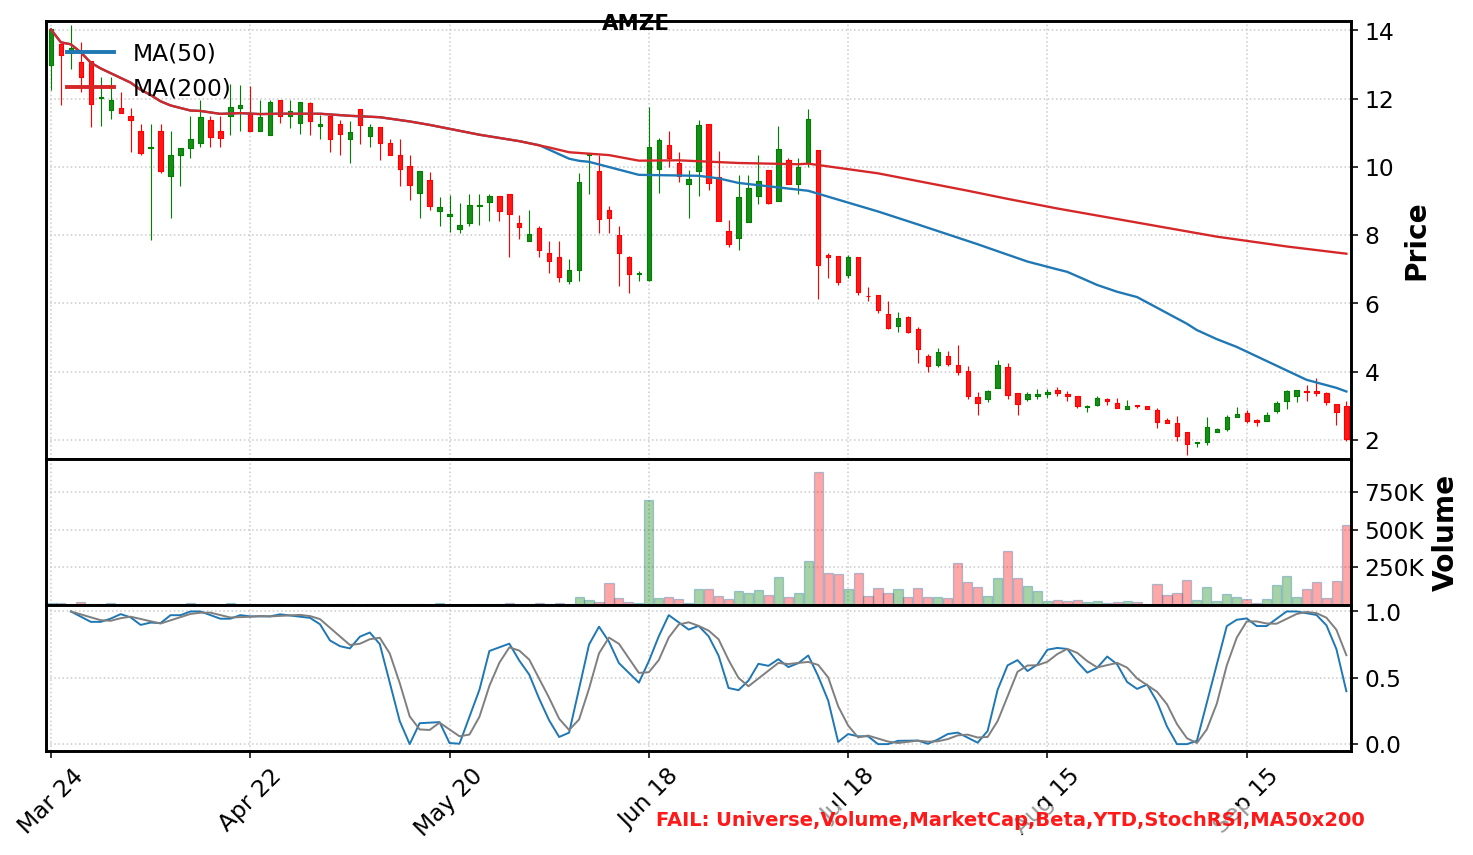 AMZE
MA(50)
MA(200)
14
12
10
8
6
4
2
Price
750K
500K
250K
Volume
1.0
0.5
0.0
Mar 24
Apr 22
May 20
Jun 18
Jul 18
Aug 15
Sep 15
FAIL: Universe,Volume,MarketCap,Beta,YTD,StochRSI,MA50x200